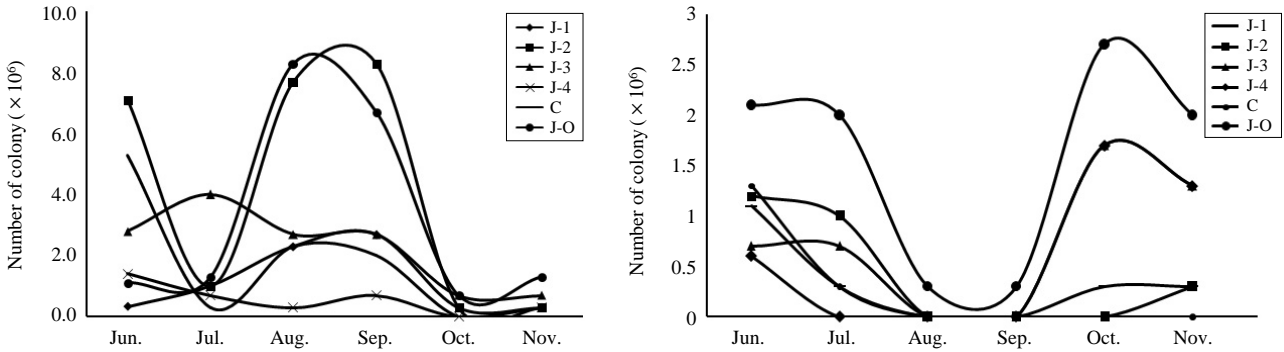 Number of colony ( × 10⁶)
10.0
8.0
6.0
4.0
2.0
0.0
Jun. Jul. Aug. Sep. Oct. Nov.
J-1
J-2
J-3
J-4
C
J-O
Number of colony ( × 10⁶)
3
2.5
2
1.5
1
0.5
0
Jun. Jul. Aug. Sep. Oct. Nov.
J-1
J-2
J-3
J-4
C
J-O